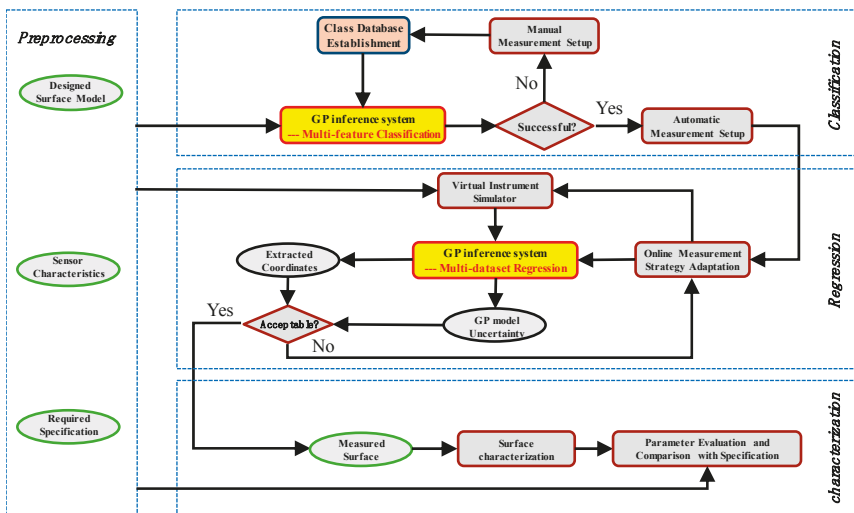 Preprocessing
Designed
Surface Model
Sensor
Characteristics
Required
Specification
Class Database
Establishment
Manual
Measurement Setup
No
GP inference system
--- Multi-feature Classification
Successful?
Yes
Automatic
Measurement Setup
Classification
Virtual Instrument
Simulator
Extracted
Coordinates
GP inference system
--- Multi-dataset Regression
Online Measurement
Strategy Adaptation
Yes
Acceptable?
No
GP model
Uncertainty
Regression
Measured
Surface
Surface
characterization
Parameter Evaluation and
Comparison with Specification
characterization